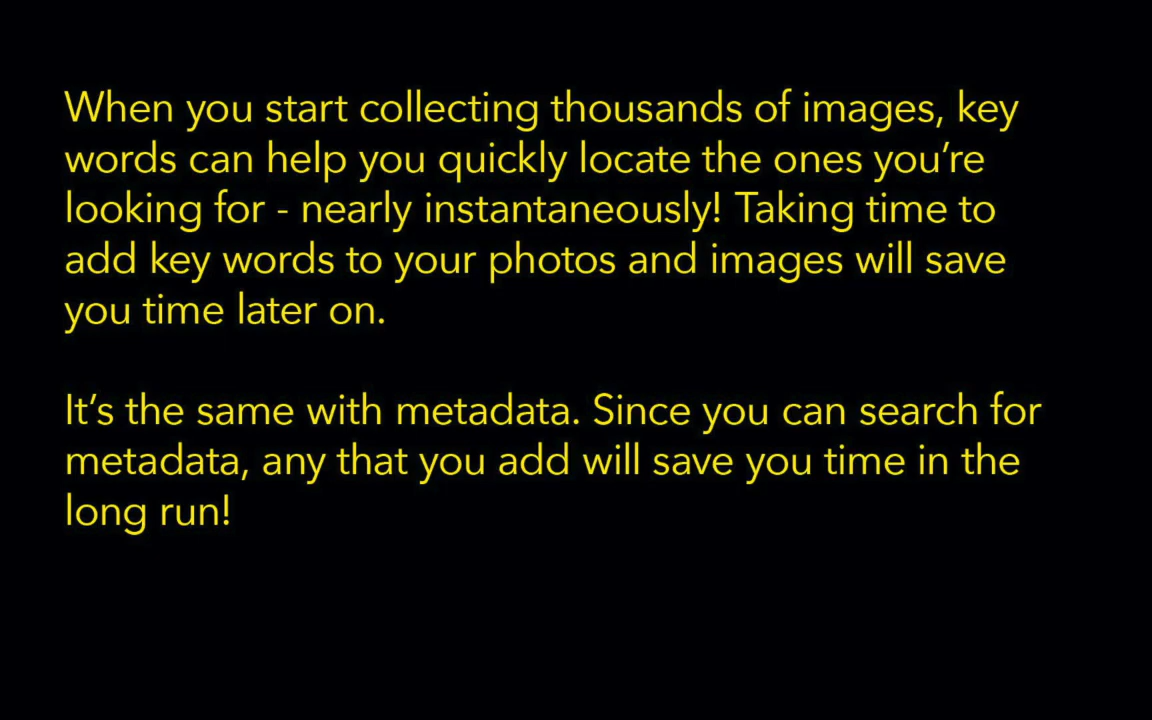 When you start collecting thousands of images, key
words can help you quickly locate the ones you’re
looking for - nearly instantaneously! Taking time to
add key words to your photos and images will save
you time later on.
It’s the same with metadata. Since you can search for
metadata, any that you add will save you time in the
long run!